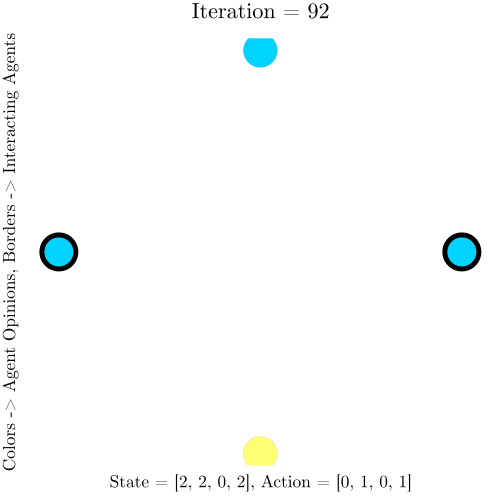 Iteration = 92
Colors -> Agent Opinions, Borders -> Interacting Agents
State = [2, 2, 0, 2], Action = [0, 1, 0, 1]